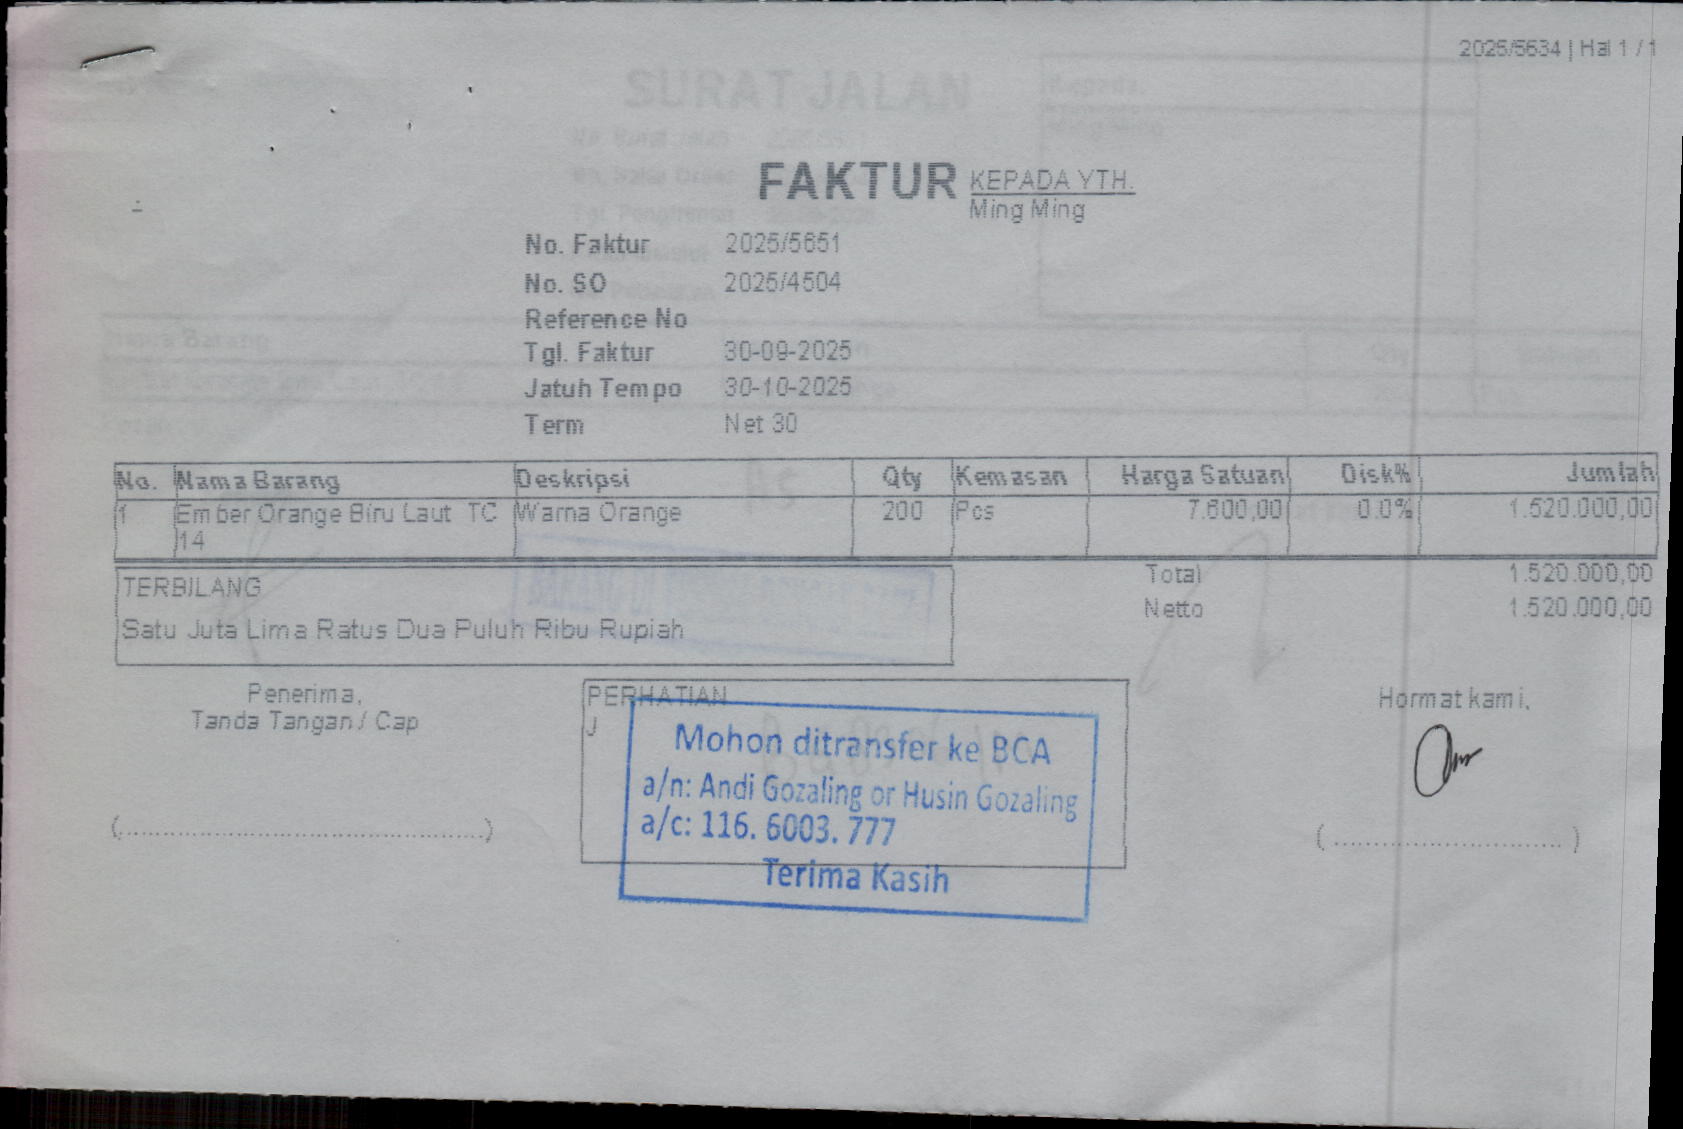 2025/5634 | Hal 1 / 1
SURAT JALAN
FAKTUR
KEPADA YTH.
Ming Ming
No. Faktur 2025/5651
No. SO 2025/4504
Reference No
Tgl. Faktur 30-09-2025
Jatuh Tempo 30-10-2025
Term Net 30
No. Nama Barang Deskripsi Qty Kemasan Harga Satuan Disk% Jumlah
1 Ember Orange Biru Laut TC Warna Orange 200 Pcs 7.600,00 0.0% 1.520.000,00
14
TERBILANG
Satu Juta Lima Ratus Dua Puluh Ribu Rupiah
Total 1.520.000,00
Netto 1.520.000,00
Penerima,
Tanda Tangan / Cap
PERHATIAN
J
Mohon ditransfer ke BCA
a/n: Andi Gozaling or Husin Gozaling
a/c: 116. 6003. 777
Terima Kasih
Hormat kami,